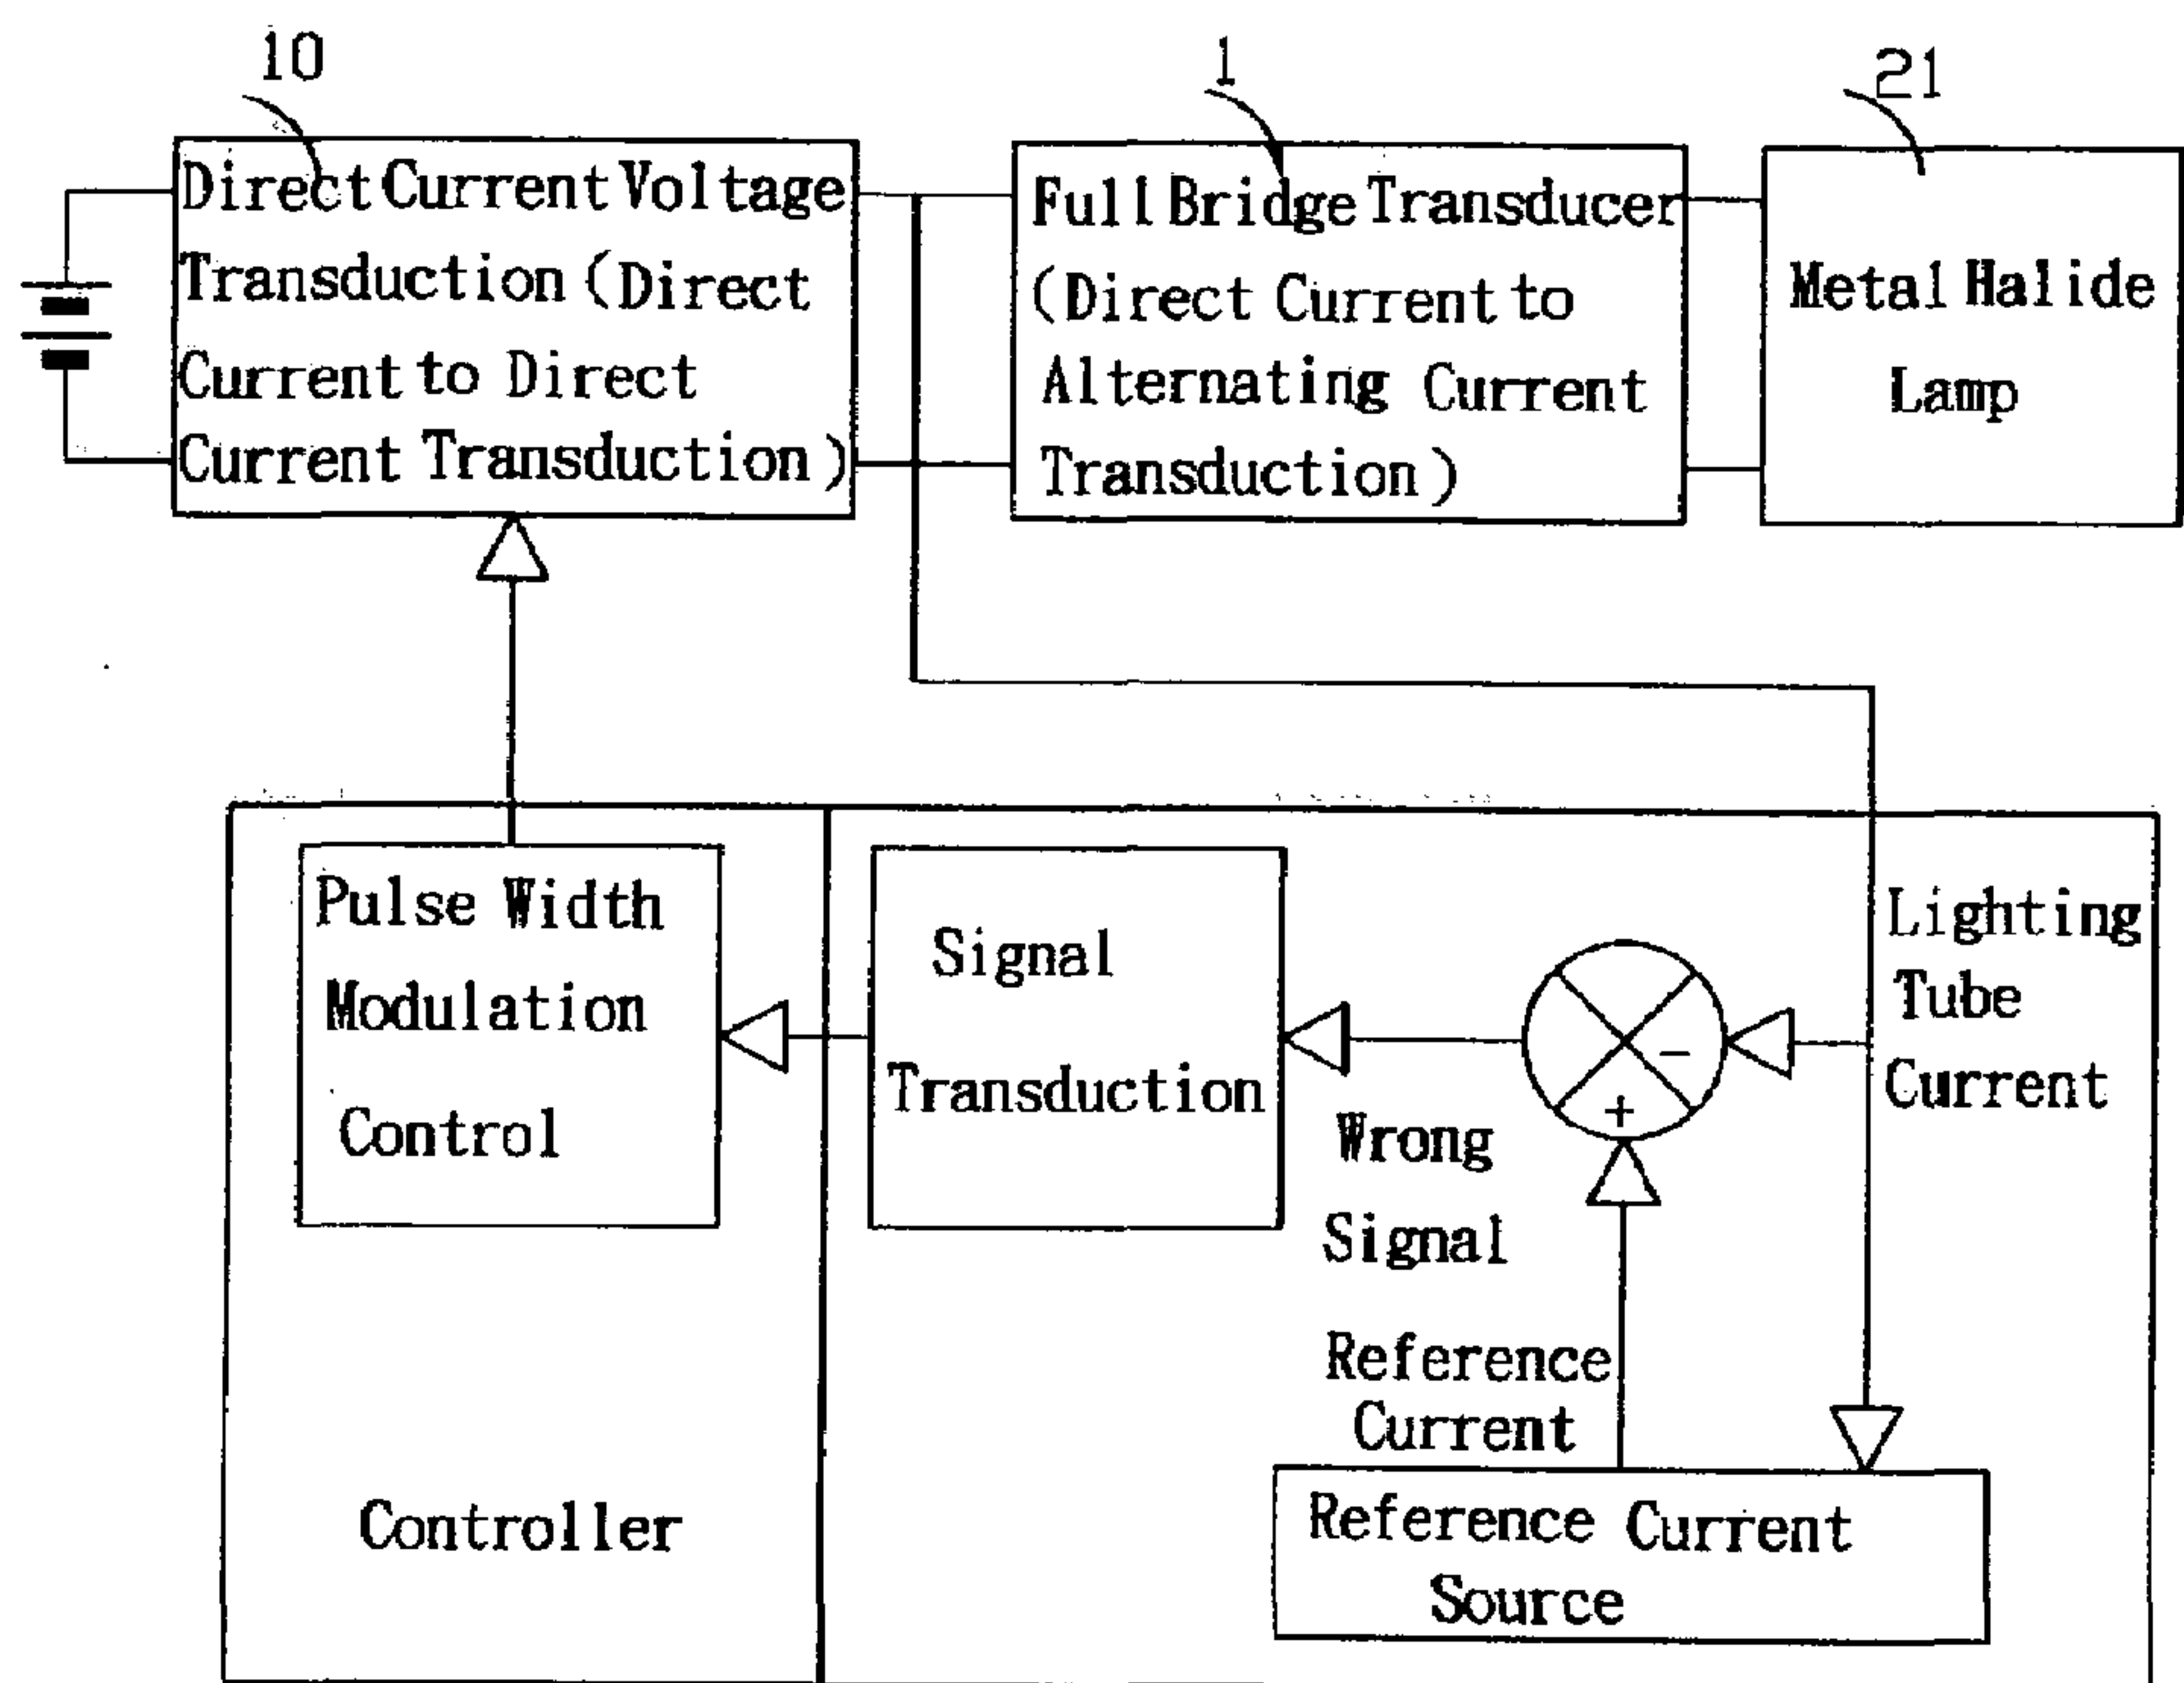 10
1
21
Direct Current Voltage
Transduction (Direct
Current to Direct
Current Transduction)
Full Bridge Transducer
(Direct Current to
Alternating Current
Transduction)
Metal Halide
Lamp
Pulse Width
Modulation
Control
Signal
Transduction
Wrong
Signal
-
+
Lighting
Tube
Current
Reference
Current
Reference Current
Source
Controller